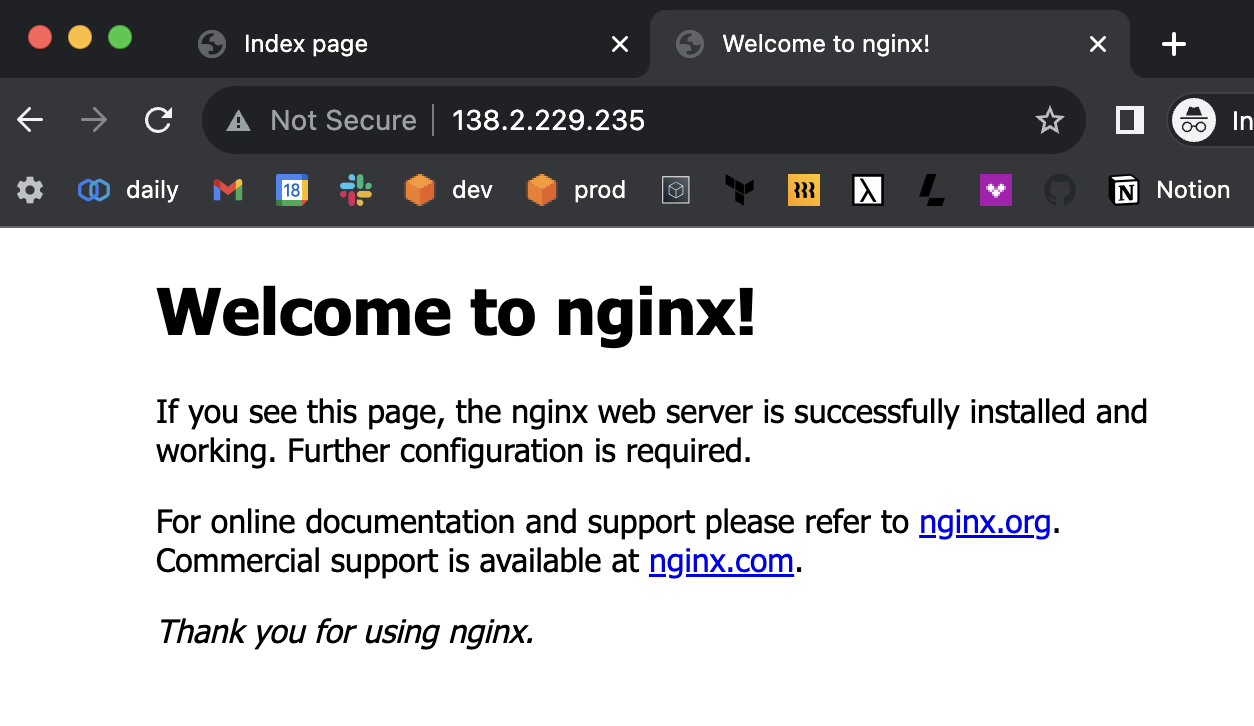 Index page
Welcome to nginx!
Not Secure 138.2.229.235
In
daily
18
dev
prod
N
Notion
Welcome to nginx!
If you see this page, the nginx web server is successfully installed and
working. Further configuration is required.
For online documentation and support please refer to nginx.org.
Commercial support is available at nginx.com.
Thank you for using nginx.